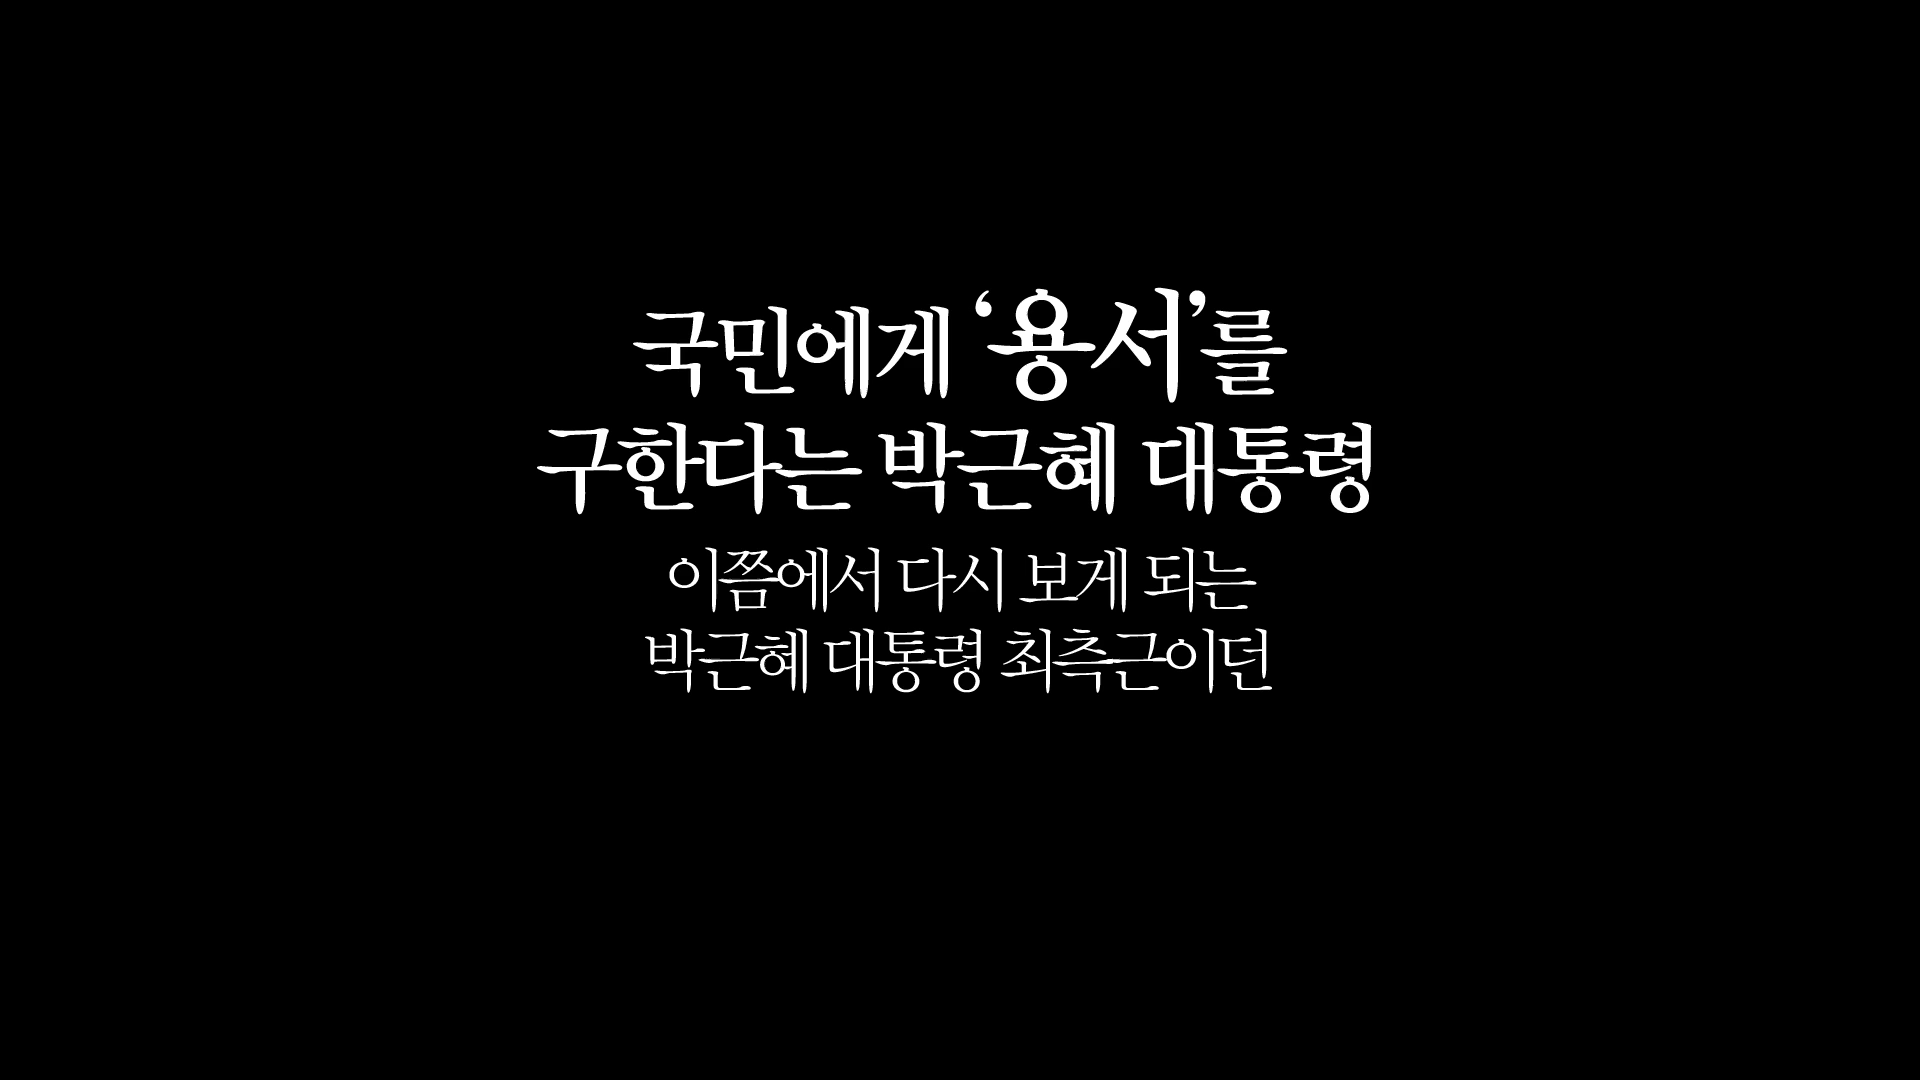 국민에게 ‘용서’를
구한다는 박근혜 대통령
이쯤에서 다시 보게 되는
박근혜 대통령 최측근이던